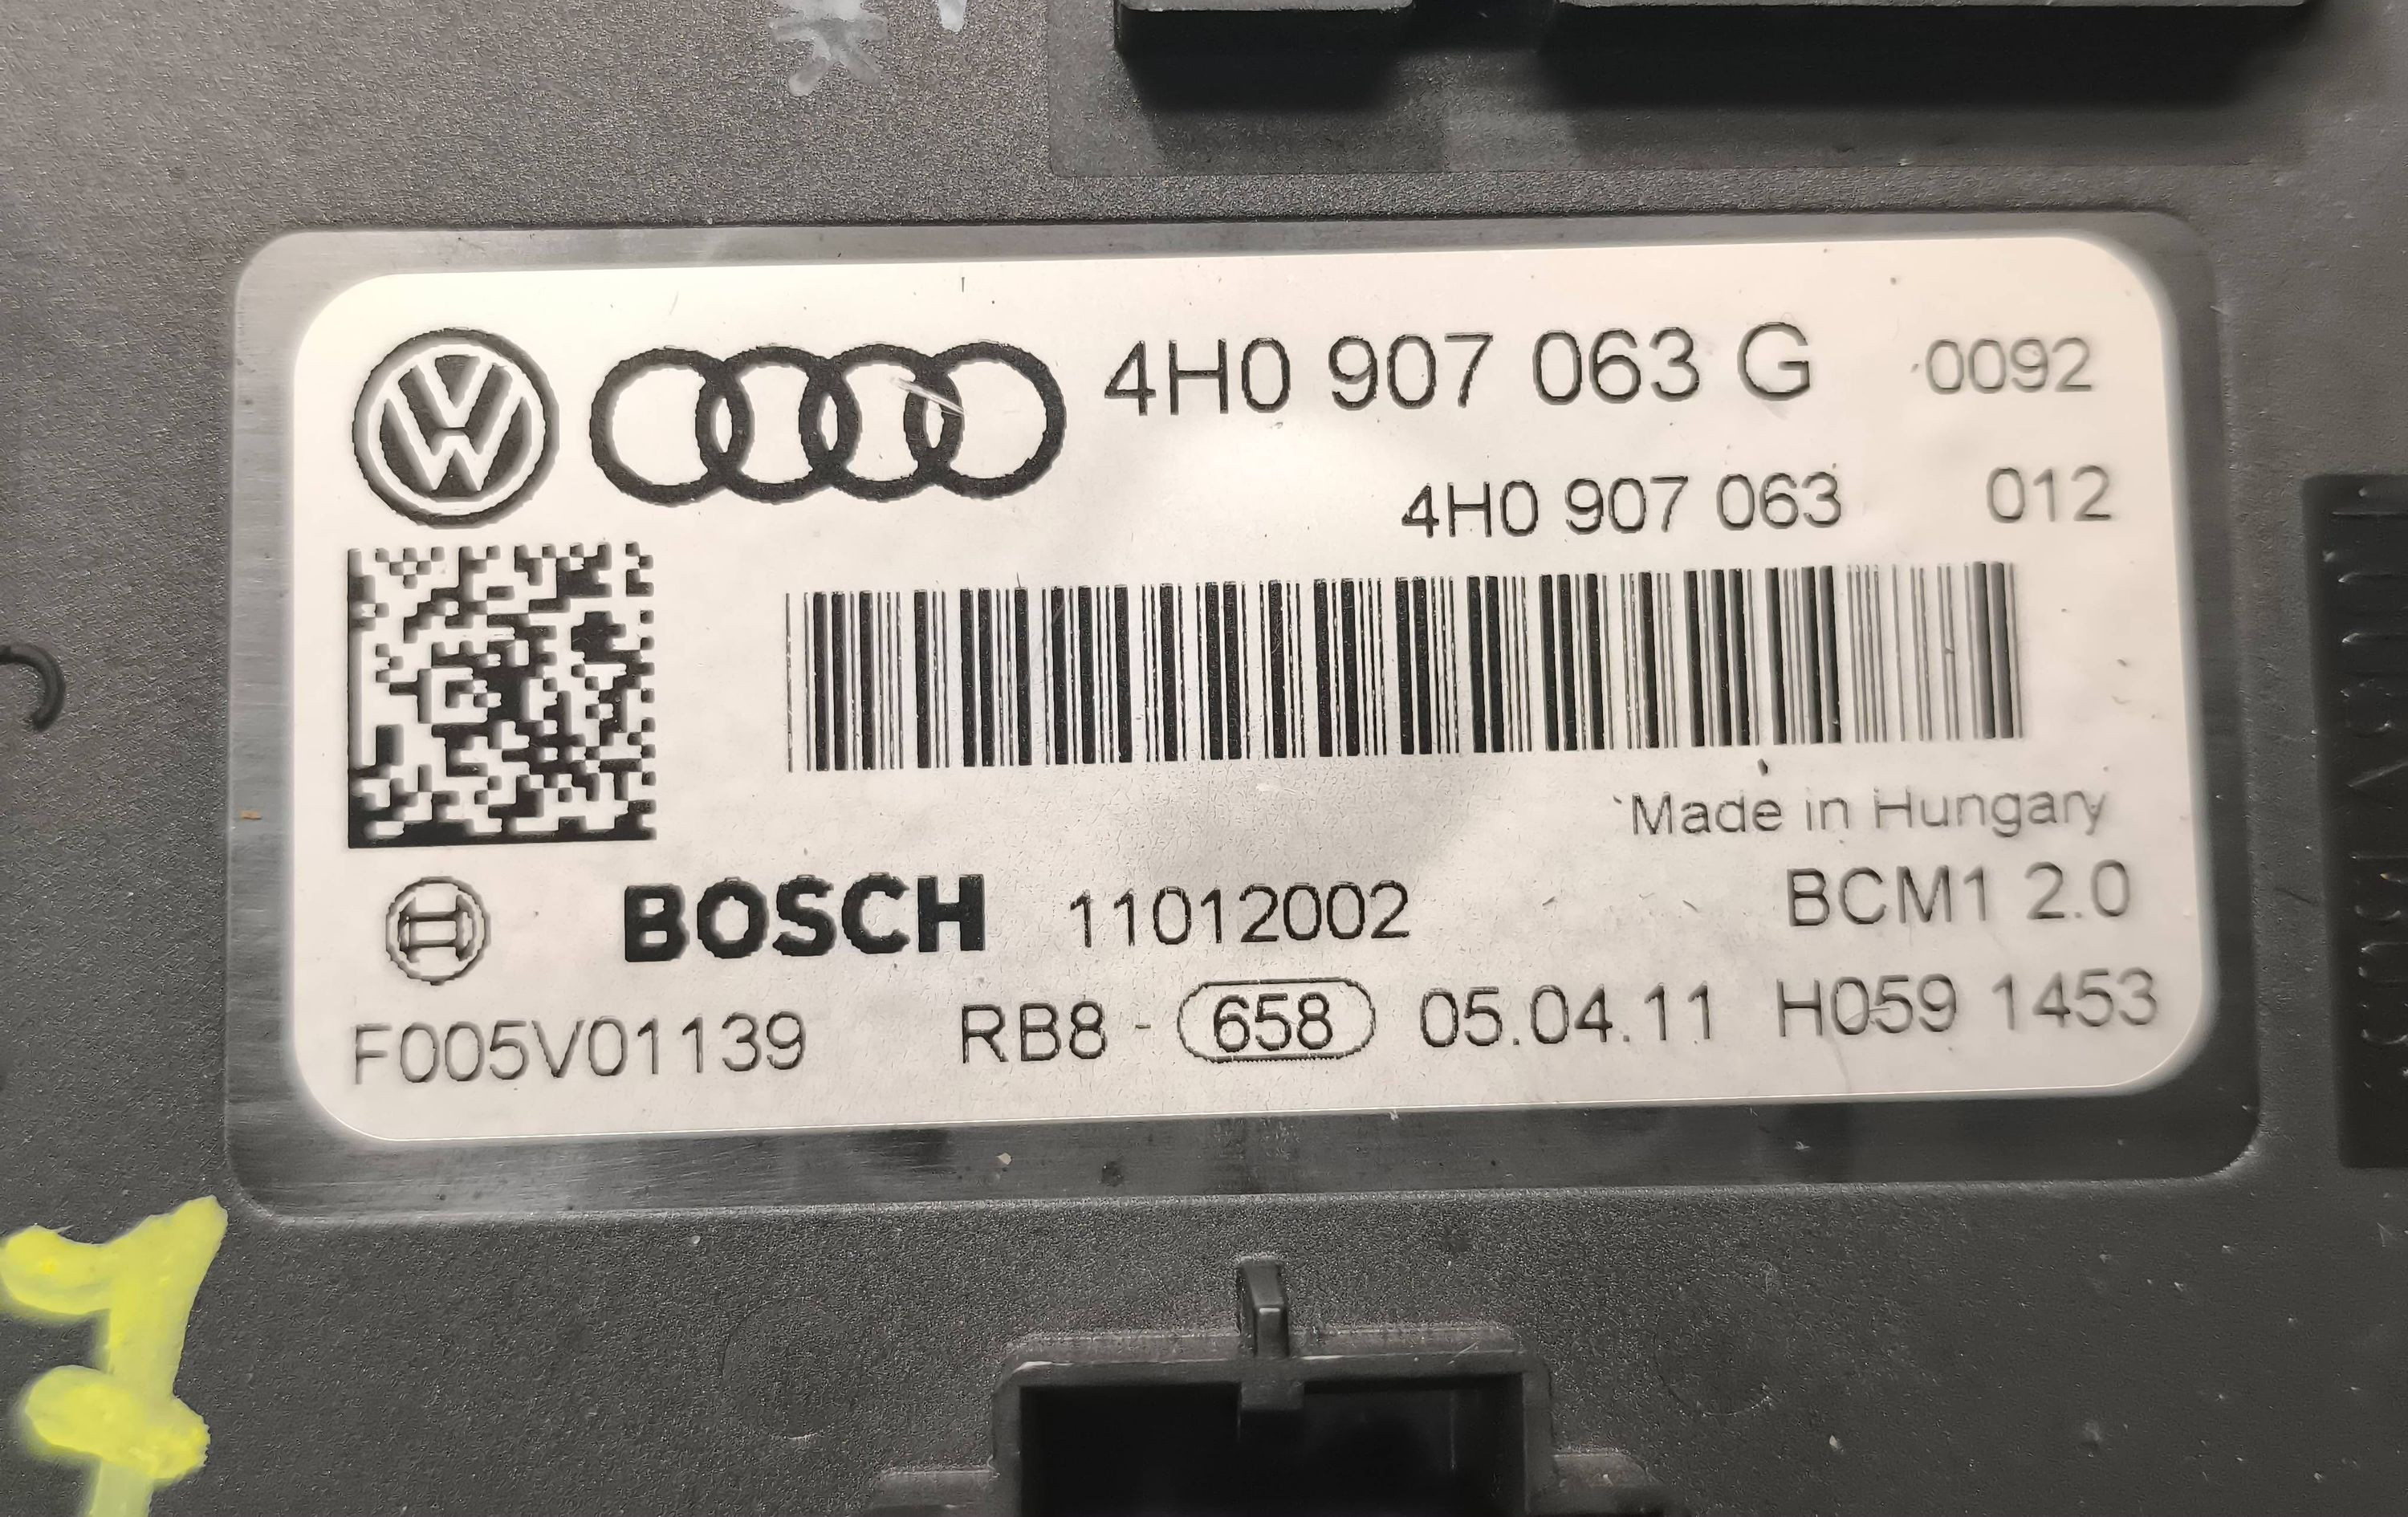 4H0 907 063 G 0092
4H0 907 063 012
Made in Hungary
BOSCH 11012002 BCM1 2.0
F005V01139 RB8 - 658 05.04.11 H059 1453